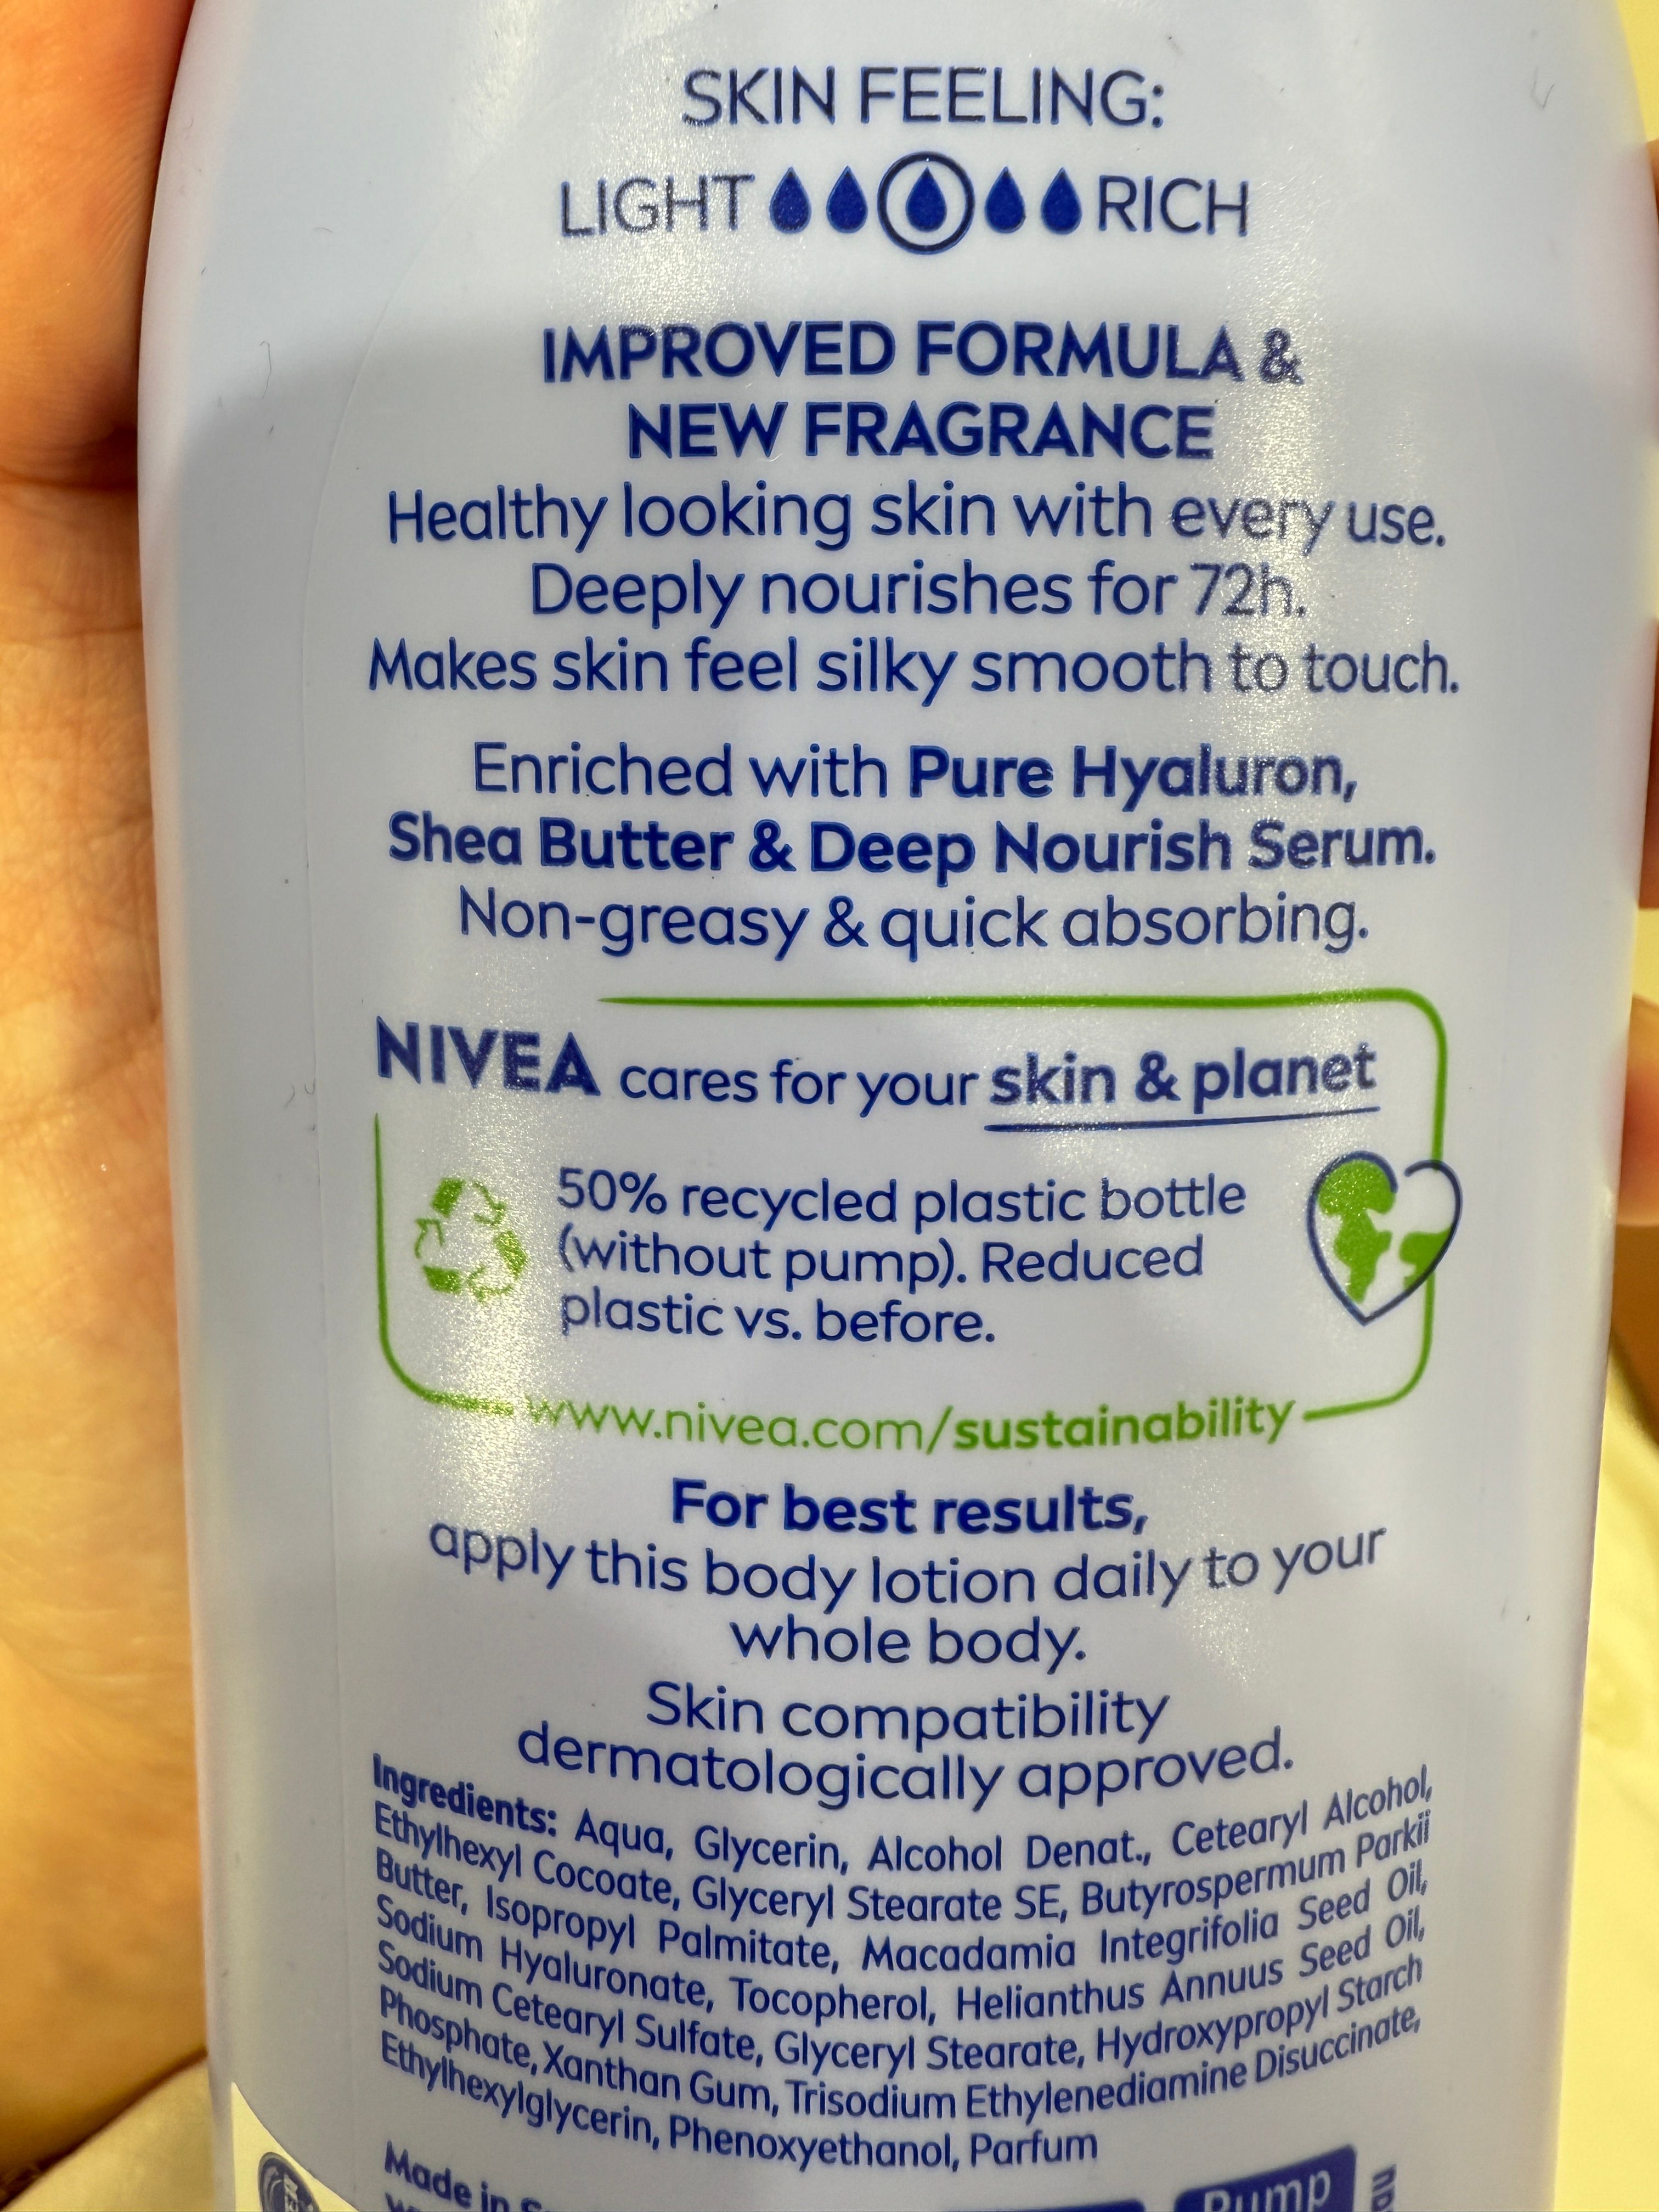 SKIN FEELING:
LIGHT RICH
IMPROVED FORMULA &
NEW FRAGRANCE
Healthy looking skin with every use.
Deeply nourishes for 72h.
Makes skin feel silky smooth to touch.
Enriched with Pure Hyaluron,
Shea Butter & Deep Nourish Serum.
Non-greasy & quick absorbing.
NIVEA cares for your skin & planet
50% recycled plastic bottle
(without pump). Reduced
plastic vs. before.
www.nivea.com/sustainability
For best results,
apply this body lotion daily to your
whole body.
Skin compatibility
dermatologically approved.
Ingredients: Aqua, Glycerin, Alcohol Denat., Cetearyl Alcohol,
Ethylhexyl Cocoate, Glyceryl Stearate SE, Butyrospermum Parkii
Butter, Isopropyl Palmitate, Macadamia Integrifolia Seed Oil,
Sodium Hyaluronate, Tocopherol, Helianthus Annuus Seed Oil,
Sodium Cetearyl Sulfate, Glyceryl Stearate, Hydroxypropyl Starch
Phosphate, Xanthan Gum, Trisodium Ethylenediamine Disuccinate,
Ethylhexylglycerin, Phenoxyethanol, Parfum
Made in
Pump